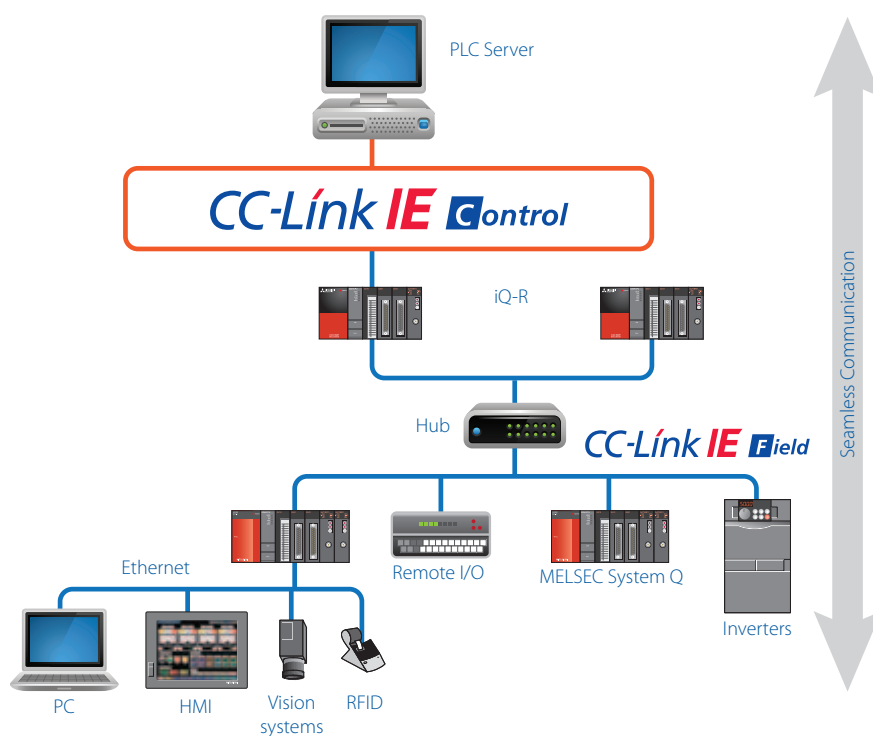 PLC Server
CC-Línk IE Control
iQ-R
Hub
CC-Línk IE Field
Seamless Communication
Ethernet
Remote I/O
MELSEC System Q
Inverters
PC
HMI
Vision
systems
RFID